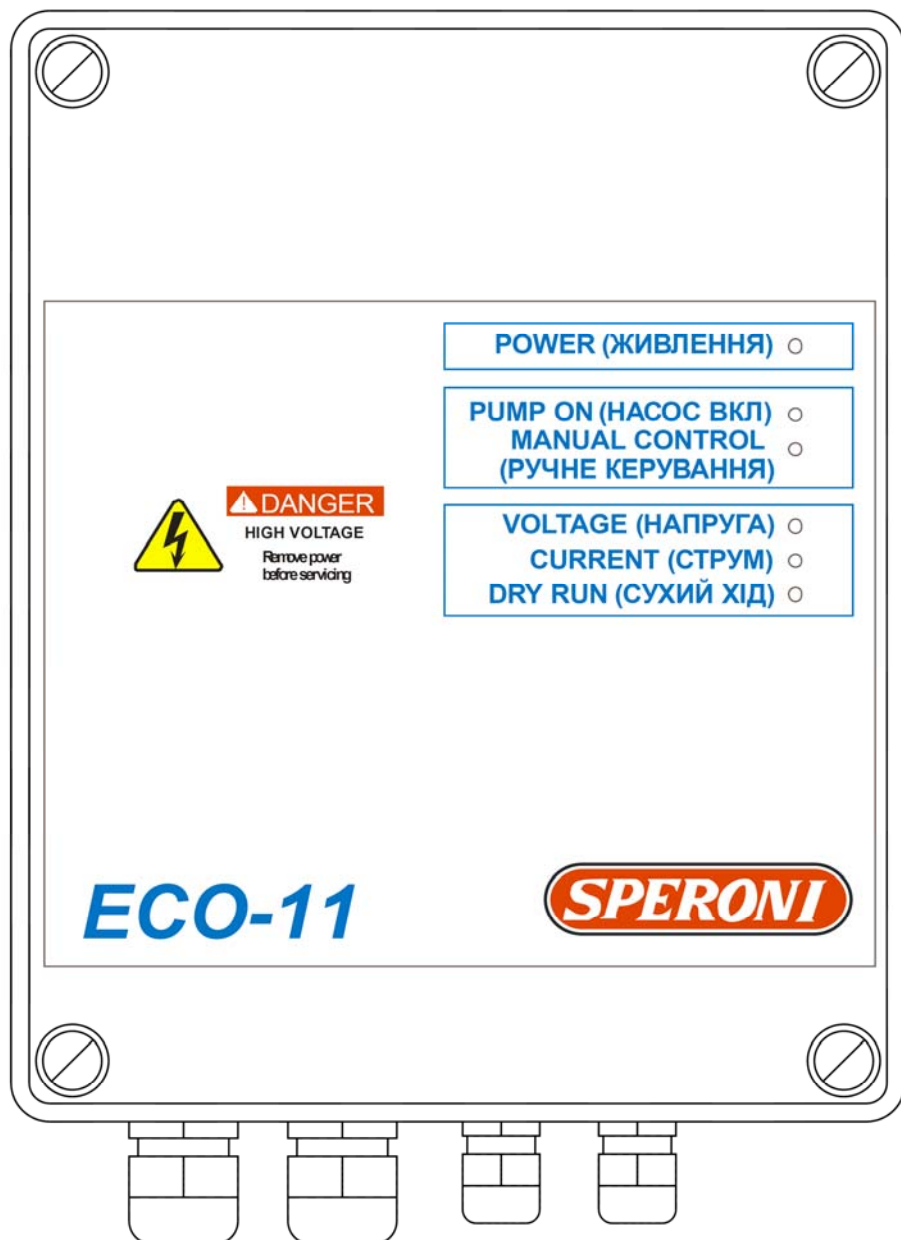 POWER (ЖИВЛЕННЯ)
PUMP ON (НАСОС ВКЛ)
MANUAL CONTROL
(РУЧНЕ КЕРУВАННЯ)
DANGER
HIGH VOLTAGE
Remove power
before servicing
VOLTAGE (НАПРУГА)
CURRENT (СТРУМ)
DRY RUN (СУХИЙ ХІД)
ECO-11
SPERONI